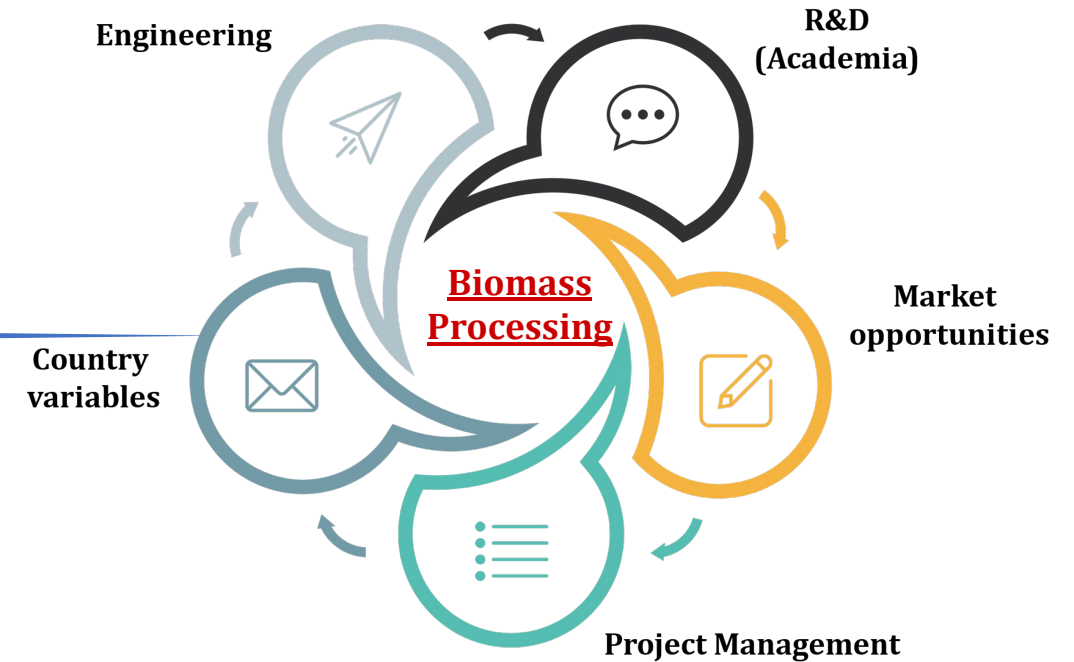 Engineering
R&D
(Academia)
Biomass
Processing
Market
opportunities
Country
variables
Project Management